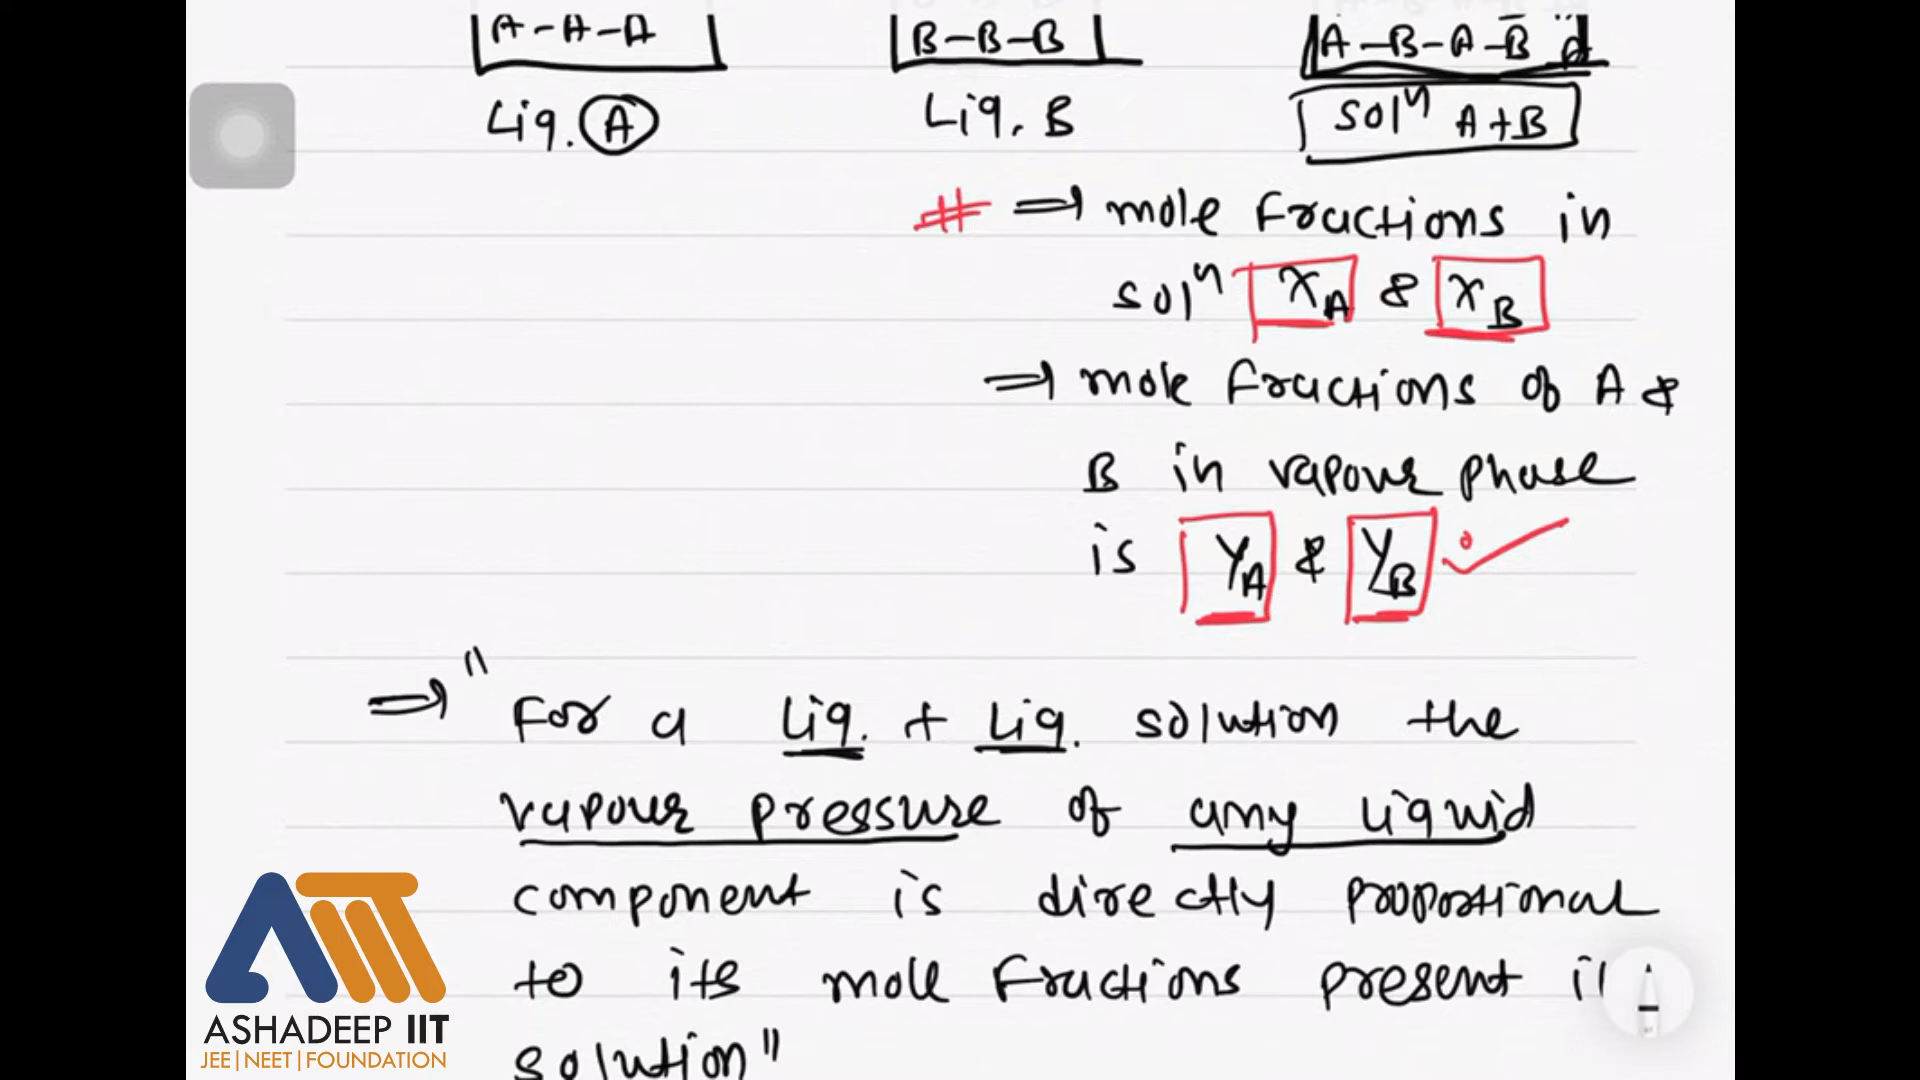 A-A-A B-B-B A-B-A-B
Liq. A Liq. B solⁿ A+B
# ⇒ mole fractions in
solⁿ xA & xB
⇒ mole fractions of A &
B in vapour phase
is YA & YB
⇒ "For a Liq. + Liq. solution the
vapour pressure of any liquid
component is directly proportional
to its mole fractions present in
solution"
ASHADEEP IIT
JEE|NEET|FOUNDATION